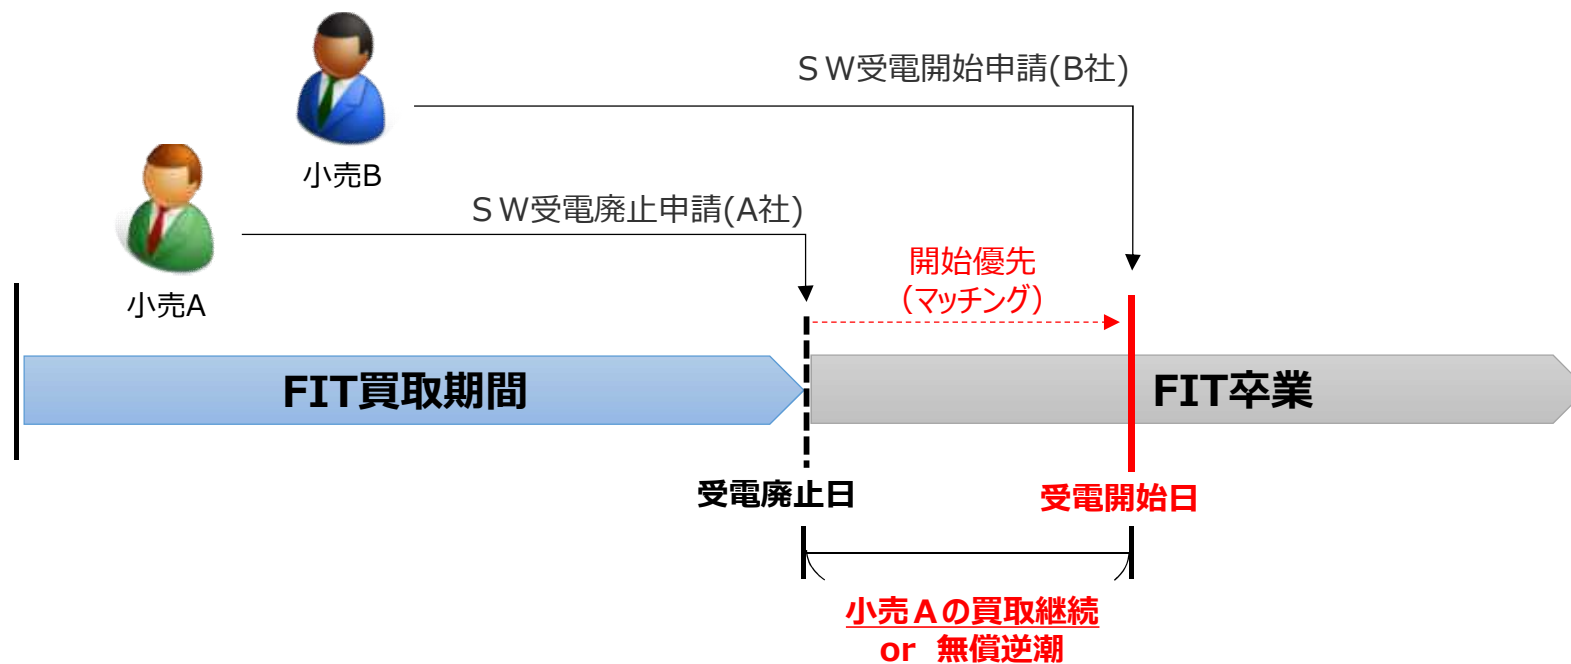 ＳＷ受電開始申請(B社)
小売B
ＳＷ受電廃止申請(A社)
小売A
開始優先
（マッチング）
FIT買取期間
FIT卒業
受電廃止日
受電開始日
小売Ａの買取継続
or 無償逆潮